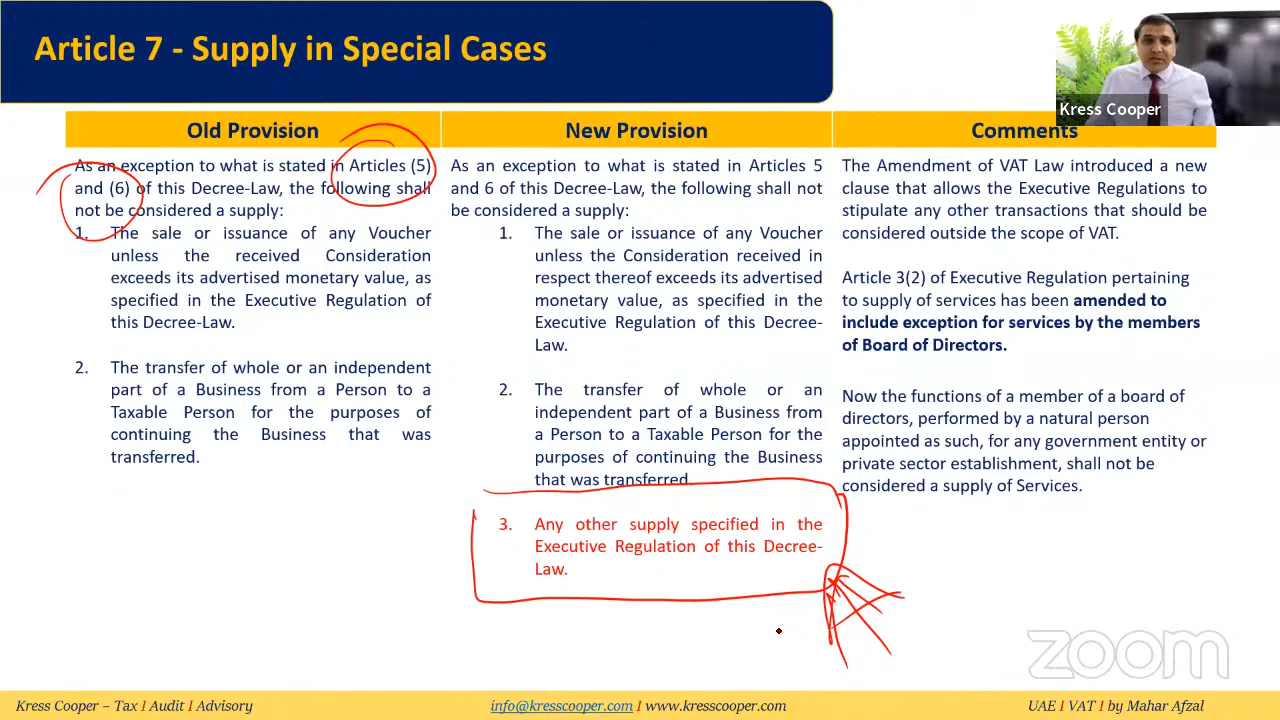 Article 7 - Supply in Special Cases
Kress Cooper
Old Provision
As an exception to what is stated in Articles (5)
and (6) of this Decree-Law, the following shall
not be considered a supply:
1. The sale or issuance of any Voucher
unless the received Consideration
exceeds its advertised monetary value, as
specified in the Executive Regulation of
this Decree-Law.
2. The transfer of whole or an independent
part of a Business from a Person to a
Taxable Person for the purposes of
continuing the Business that was
transferred.
New Provision
As an exception to what is stated in Articles 5
and 6 of this Decree-Law, the following shall not
be considered a supply:
1. The sale or issuance of any Voucher
unless the Consideration received in
respect thereof exceeds its advertised
monetary value, as specified in the
Executive Regulation of this Decree-
Law.
2. The transfer of whole or an
independent part of a Business from
a Person to a Taxable Person for the
purposes of continuing the Business
that was transferred.
3. Any other supply specified in the
Executive Regulation of this Decree-
Law.
Comments
The Amendment of VAT Law introduced a new
clause that allows the Executive Regulations to
stipulate any other transactions that should be
considered outside the scope of VAT.
Article 3(2) of Executive Regulation pertaining
to supply of services has been amended to
include exception for services by the members
of Board of Directors.
Now the functions of a member of a board of
directors, performed by a natural person
appointed as such, for any government entity or
private sector establishment, shall not be
considered a supply of Services.
zoom
Kress Cooper – Tax I Audit I Advisory
info@kresscooper.com I www.kresscooper.com
UAE I VAT I by Mahar Afzal